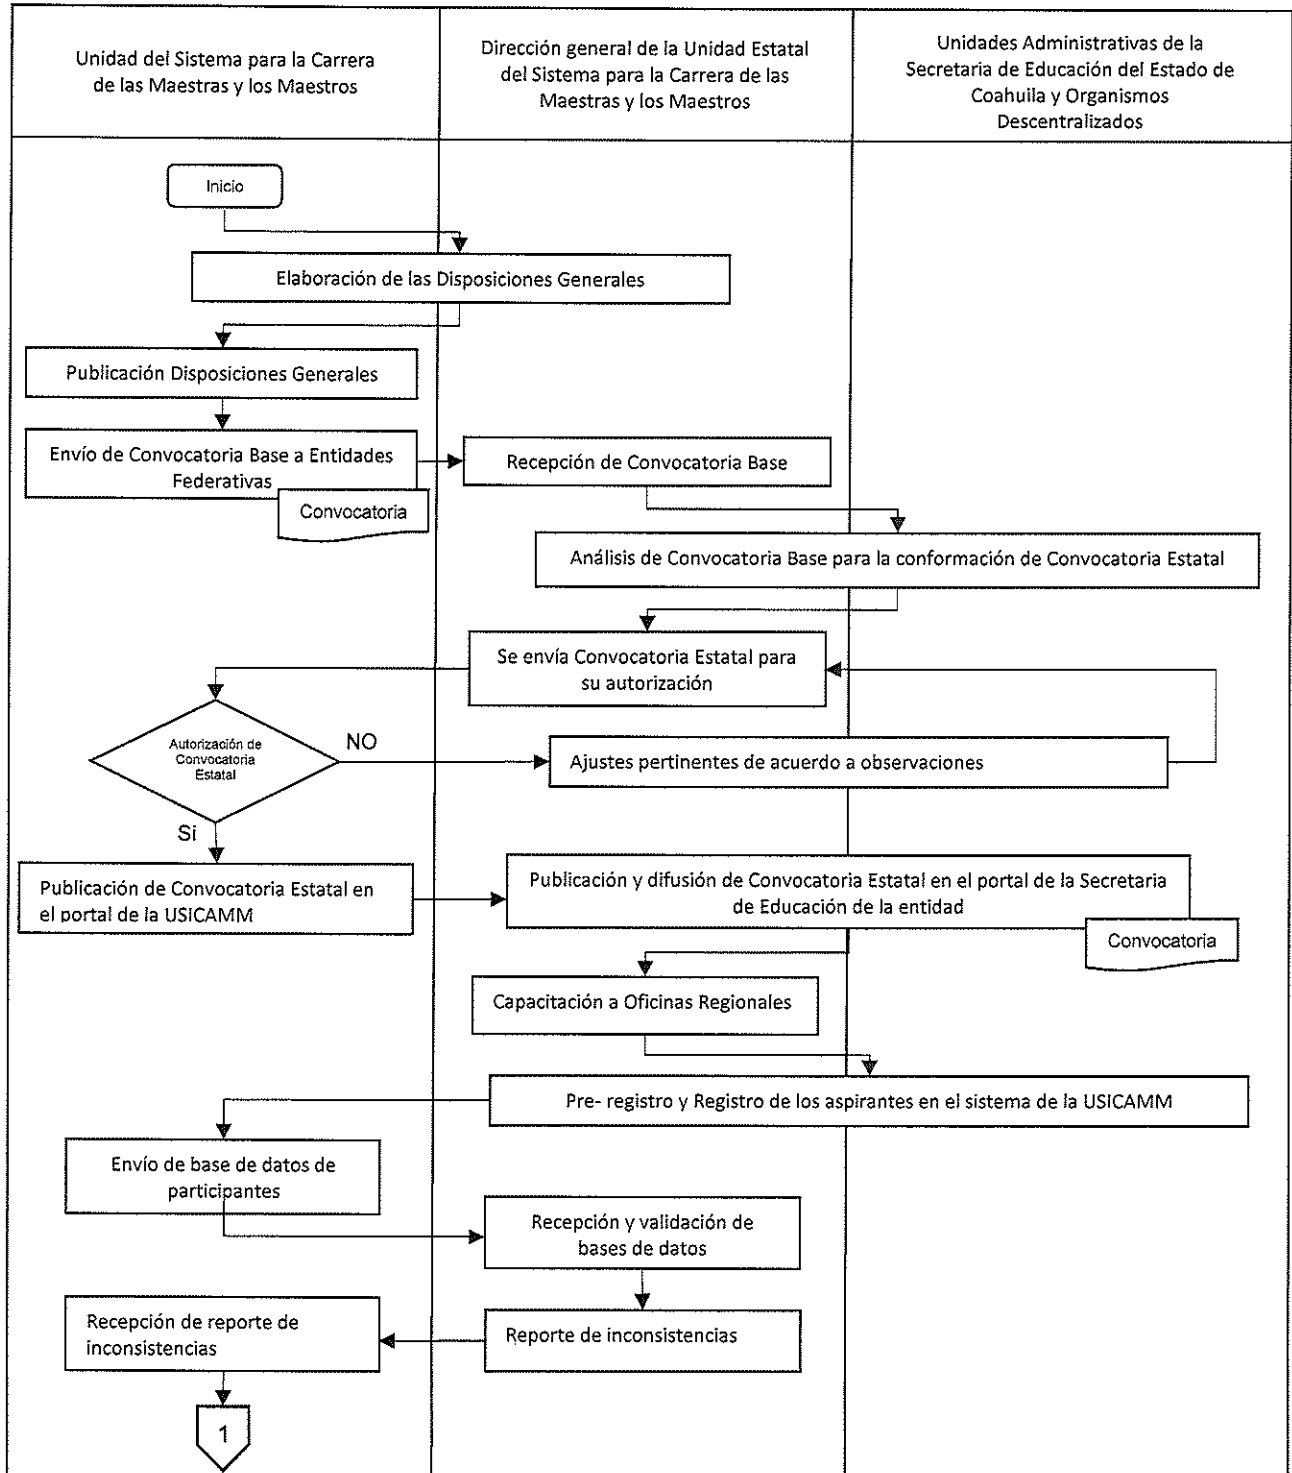 Unidad del Sistema para la Carrera
de las Maestras y los Maestros
Dirección general de la Unidad Estatal
del Sistema para la Carrera de las
Maestras y los Maestros
Unidades Administrativas de la
Secretaria de Educación del Estado de
Coahuila y Organismos
Descentralizados
Inicio
Elaboración de las Disposiciones Generales
Publicación Disposiciones Generales
Envío de Convocatoria Base a Entidades
Federativas
Convocatoria
Recepción de Convocatoria Base
Análisis de Convocatoria Base para la conformación de Convocatoria Estatal
Se envía Convocatoria Estatal para
su autorización
Autorización de
Convocatoria
Estatal
NO
Ajustes pertinentes de acuerdo a observaciones
Si
Publicación de Convocatoria Estatal en
el portal de la USICAMM
Publicación y difusión de Convocatoria Estatal en el portal de la Secretaria
de Educación de la entidad
Convocatoria
Capacitación a Oficinas Regionales
Pre- registro y Registro de los aspirantes en el sistema de la USICAMM
Envío de base de datos de
participantes
Recepción y validación de
bases de datos
Reporte de inconsistencias
Recepción de reporte de
inconsistencias
1